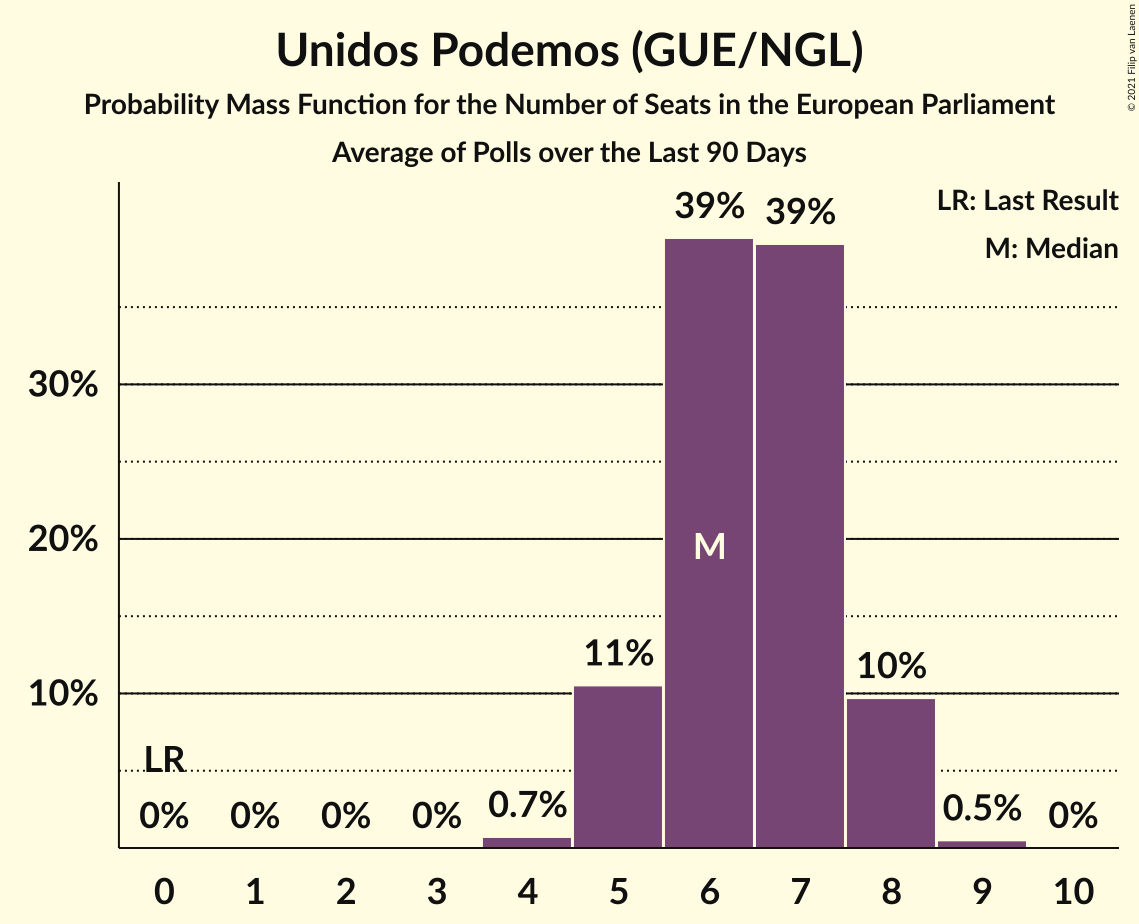 Unidos Podemos (GUE/NGL)
Probability Mass Function for the Number of Seats in the European Parliament
Average of Polls over the Last 90 Days
© 2021 Filip van Laenen
LR: Last Result
M: Median
39%
39%
30%
20%
M
11%
10%
10%
LR
0%
0%
0%
0%
0.7%
0.5%
0%
0 1 2 3 4 5 6 7 8 9 10